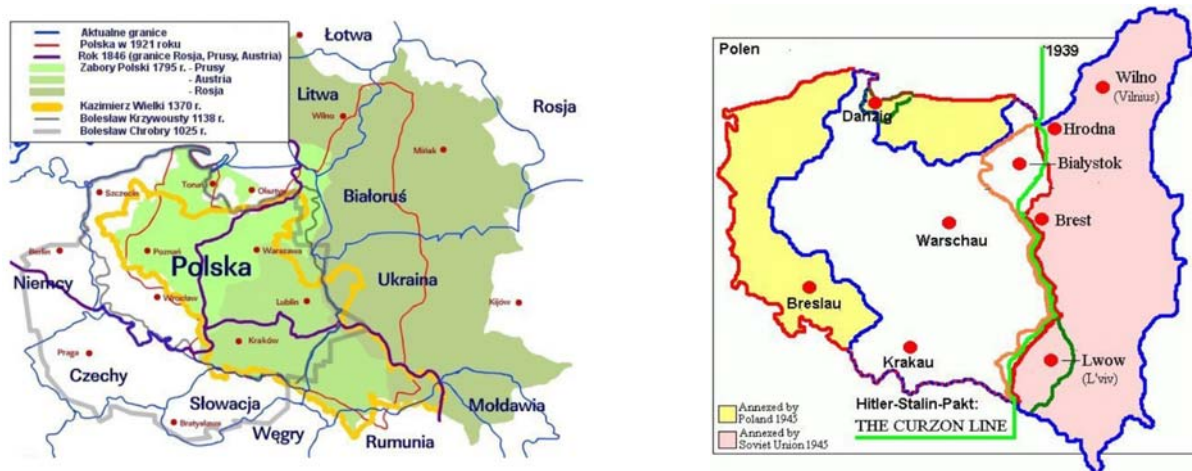 Aktualne granice
Polska w 1921 roku
Rok 1846 (granice Rosja, Prusy, Austria)
Zabory Polski 1795 r. - Prusy
- Austria
- Rosja
Kazimierz Wielki 1370 r.
Bolesław Krzywousty 1138 r.
Bolesław Chrobry 1025 r.
Łotwa
Litwa
Rosja
Wilno
Mińsk
Szczecin
Toruń
Olsztyn
Białoruś
Berlin
Poznań
Warszawa
Polska
Niemcy
Ukraina
Wrocław
Lublin
Kijów
Kraków
Praga
Czechy
Słowacja
Mołdawia
Bratysława
Węgry
Rumunia
Polen
1939
Wilno
(Vilnius)
Danzig
Hrodna
Białystok
Brest
Warschau
Breslau
Krakau
Lwow
(L'viv)
Annezed by
Poland 1945
Annezed by
Soviet Union 1945
Hitler-Stalin-Pakt:
THE CURZON LINE